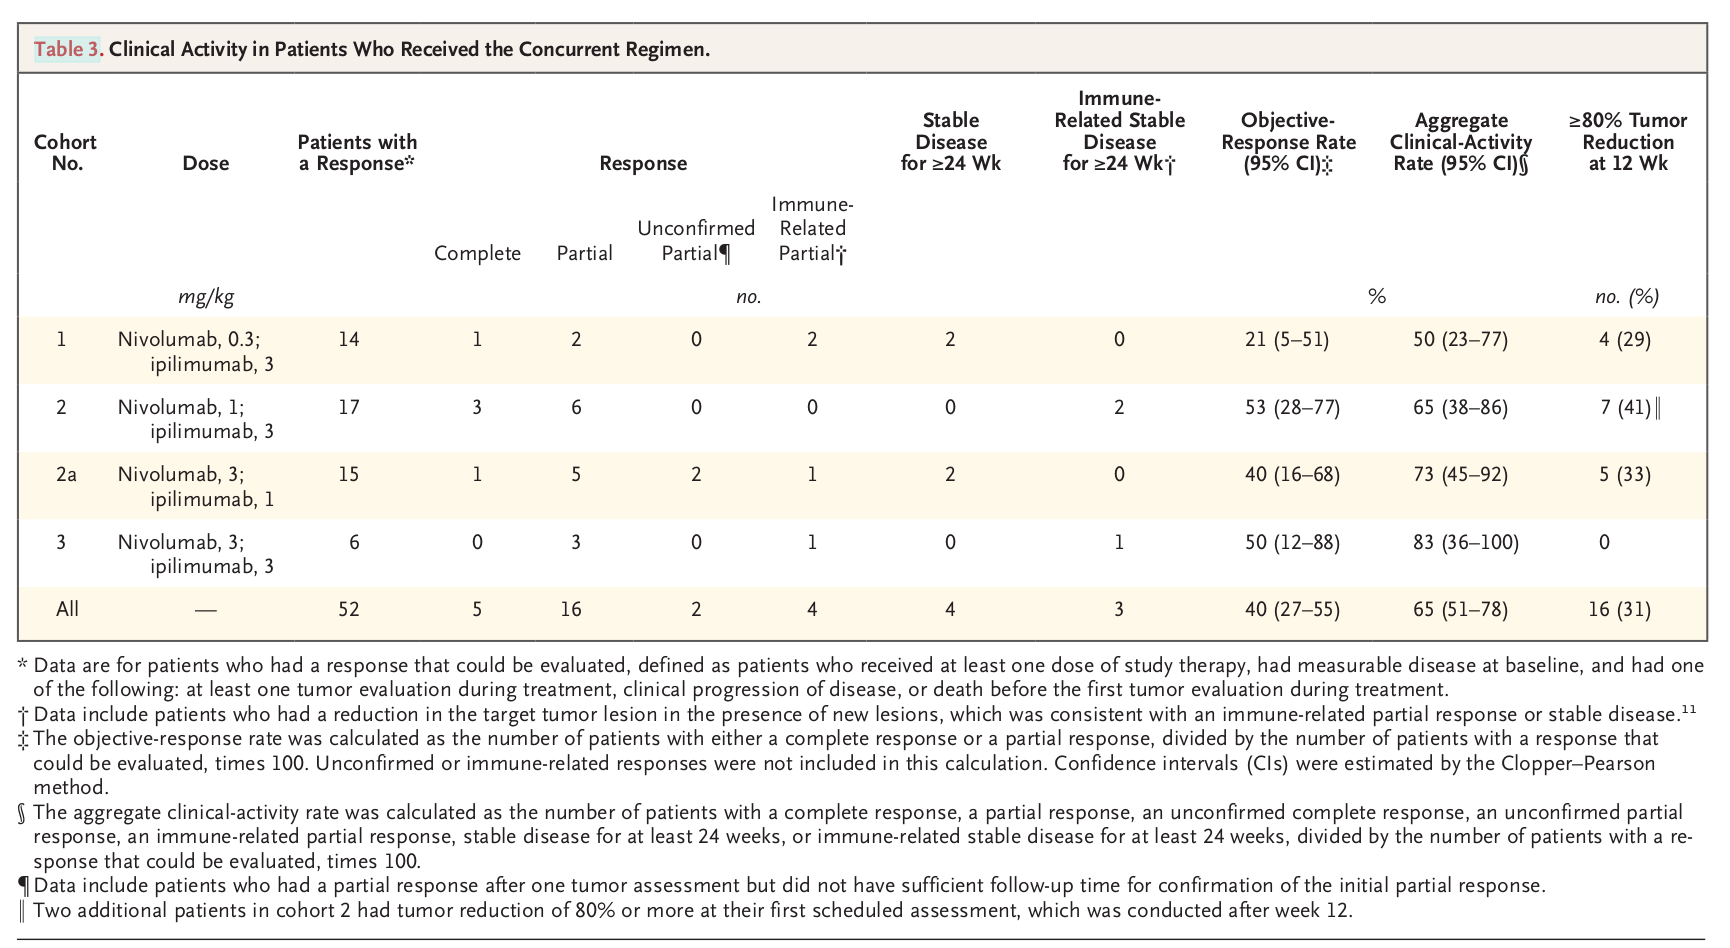 Table 3. Clinical Activity in Patients Who Received the Concurrent Regimen.
Cohort No. Dose Patients with a Response* Response Stable Disease for ≥24 Wk Immune-Related Stable Disease for ≥24 Wk† Objective-Response Rate (95% CI)‡ Aggregate Clinical-Activity Rate (95% CI)§ ≥80% Tumor Reduction at 12 Wk
Complete Partial Unconfirmed Partial¶ Immune-Related Partial†
mg/kg no. % no. (%)
1 Nivolumab, 0.3; ipilimumab, 3 14 1 2 0 2 2 0 21 (5–51) 50 (23–77) 4 (29)
2 Nivolumab, 1; ipilimumab, 3 17 3 6 0 0 0 2 53 (28–77) 65 (38–86) 7 (41)‖
2a Nivolumab, 3; ipilimumab, 1 15 1 5 2 1 2 0 40 (16–68) 73 (45–92) 5 (33)
3 Nivolumab, 3; ipilimumab, 3 6 0 3 0 1 0 1 50 (12–88) 83 (36–100) 0
All — 52 5 16 2 4 4 3 40 (27–55) 65 (51–78) 16 (31)
* Data are for patients who had a response that could be evaluated, defined as patients who received at least one dose of study therapy, had measurable disease at baseline, and had one
of the following: at least one tumor evaluation during treatment, clinical progression of disease, or death before the first tumor evaluation during treatment.
† Data include patients who had a reduction in the target tumor lesion in the presence of new lesions, which was consistent with an immune-related partial response or stable disease.¹¹
‡ The objective-response rate was calculated as the number of patients with either a complete response or a partial response, divided by the number of patients with a response that
could be evaluated, times 100. Unconfirmed or immune-related responses were not included in this calculation. Confidence intervals (CIs) were estimated by the Clopper–Pearson
method.
§ The aggregate clinical-activity rate was calculated as the number of patients with a complete response, a partial response, an unconfirmed complete response, an unconfirmed partial
response, an immune-related partial response, stable disease for at least 24 weeks, or immune-related stable disease for at least 24 weeks, divided by the number of patients with a re-
sponse that could be evaluated, times 100.
¶ Data include patients who had a partial response after one tumor assessment but did not have sufficient follow-up time for confirmation of the initial partial response.
‖ Two additional patients in cohort 2 had tumor reduction of 80% or more at their first scheduled assessment, which was conducted after week 12.